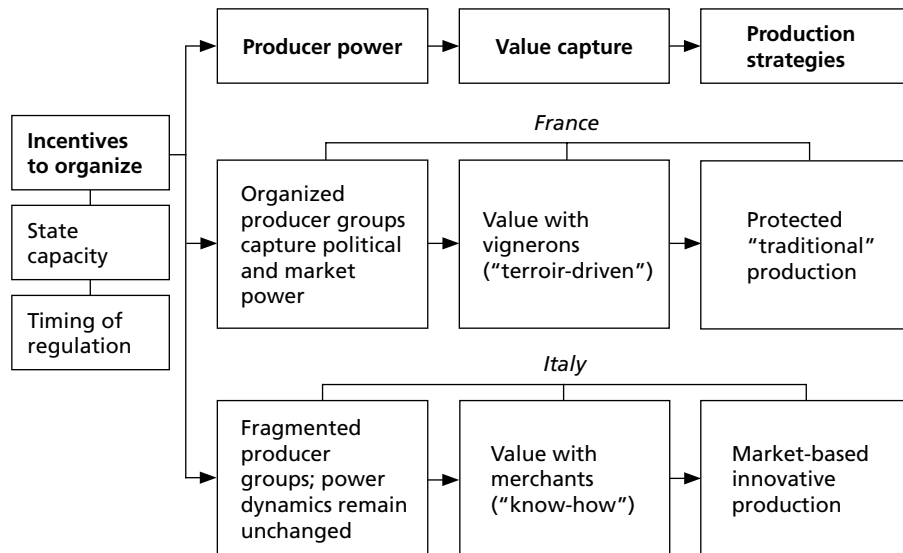 Producer power
Value capture
Production
strategies
Incentives
to organize
State
capacity
Timing of
regulation
France
Organized
producer groups
capture political
and market
power
Value with
vignerons
(“terroir-driven”)
Protected
“traditional”
production
Italy
Fragmented
producer
groups; power
dynamics remain
unchanged
Value with
merchants
(“know-how”)
Market-based
innovative
production